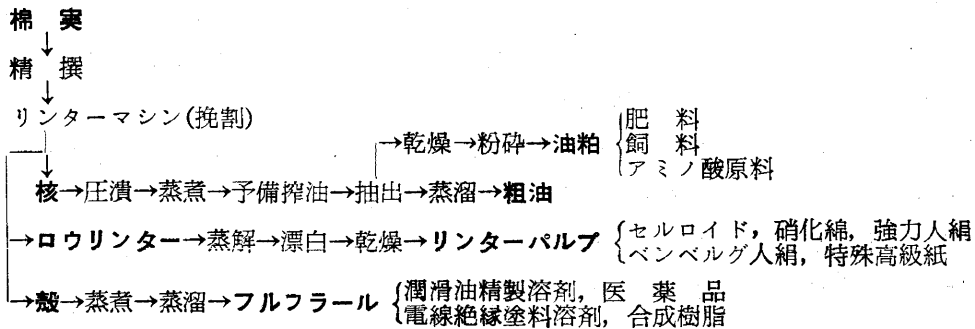 棉　実
↓
精　撰
↓
リンターマシン(挽割)
→乾燥→粉砕→油粕 {肥　料
飼　料
アミノ酸原料
核→圧潰→蒸煮→予備搾油→抽出→蒸溜→粗油
→ロウリンター→蒸解→漂白→乾燥→リンターパルプ {セルロイド，硝化綿，強力人絹
ベンベルグ人絹，特殊高級紙
→殻→蒸煮→蒸溜→フルフラール {潤滑油精製溶剤，医　薬　品
電線絶縁塗料溶剤，合成樹脂